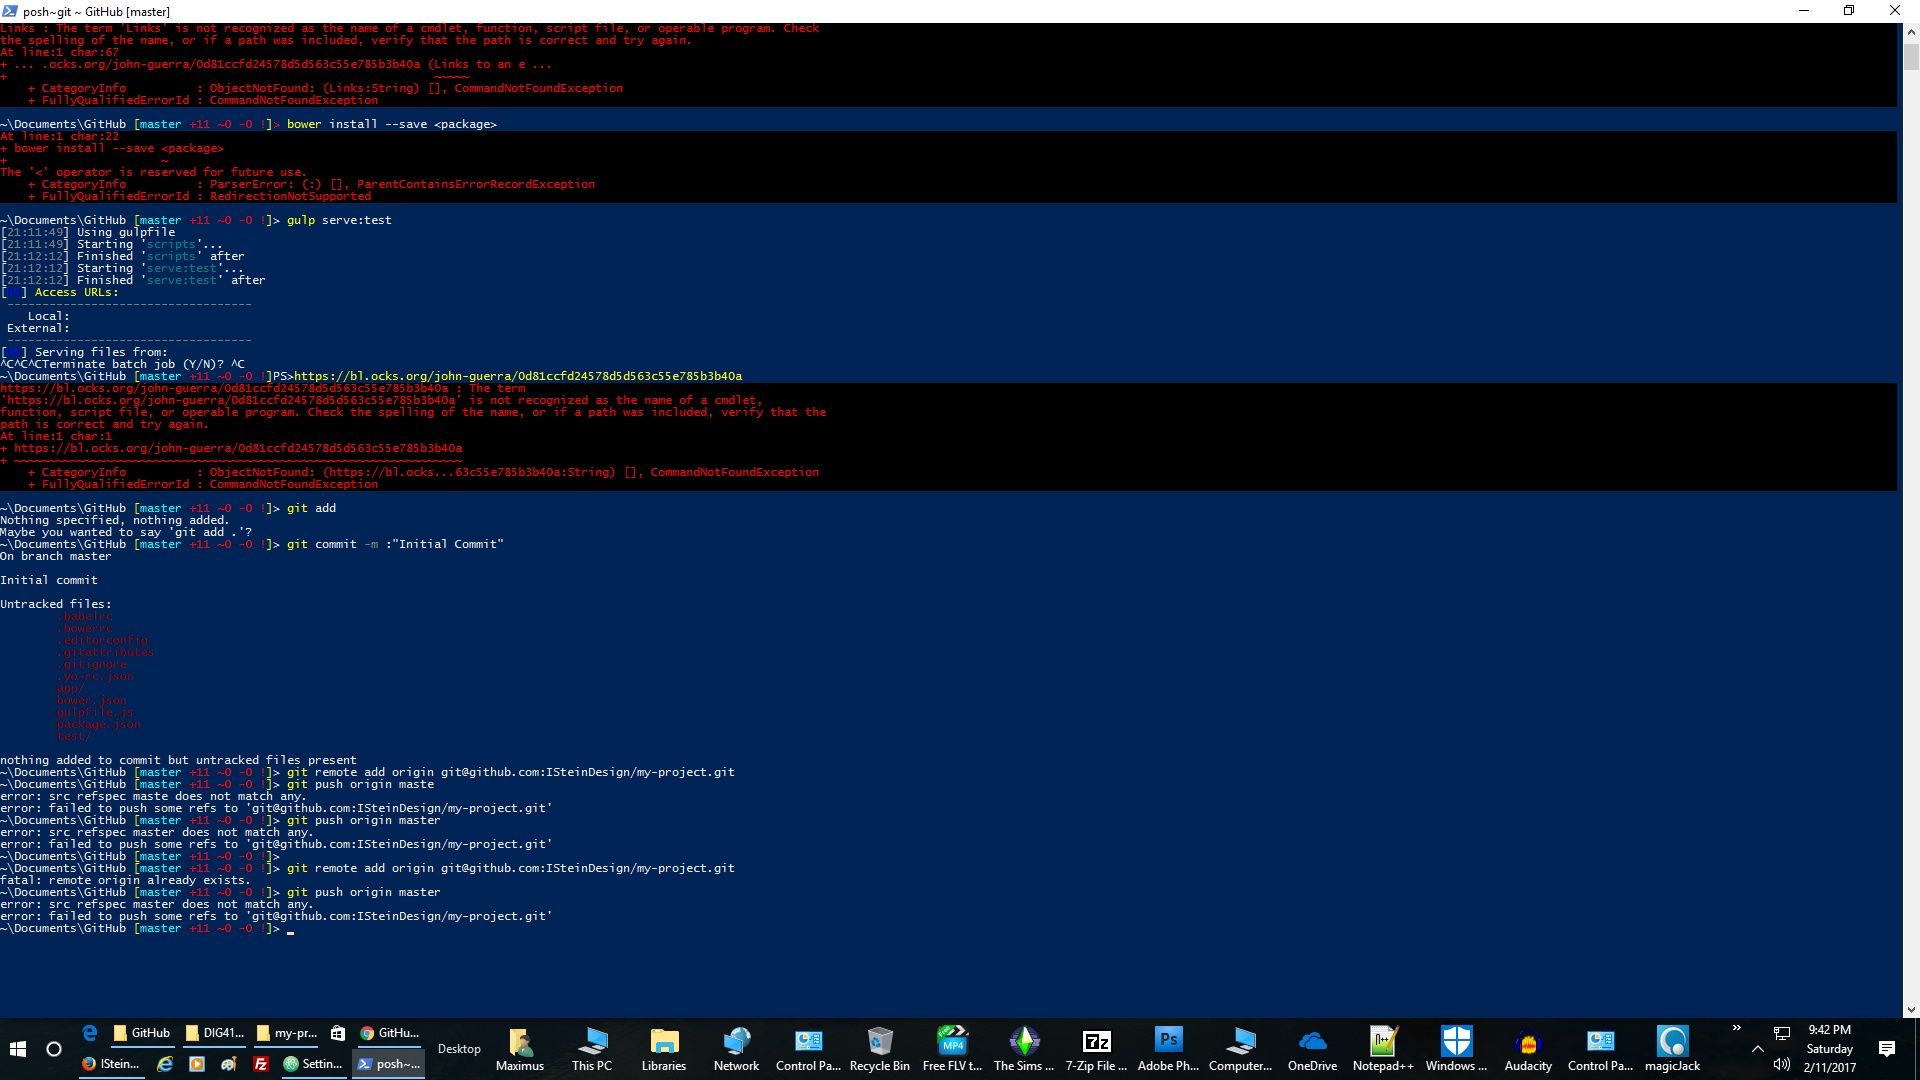 posh~git ~ GitHub [master]
Links : The term 'Links' is not recognized as the name of a cmdlet, function, script file, or operable program. Check
the spelling of the name, or if a path was included, verify that the path is correct and try again.
At line:1 char:67
+ ... .ocks.org/john-guerra/0d81ccfd24578d5d563c55e785b3b40a (Links to an e ...
+ ~~~~~
+ CategoryInfo : ObjectNotFound: (Links:String) [], CommandNotFoundException
+ FullyQualifiedErrorId : CommandNotFoundException
~\Documents\GitHub [master +11 ~0 -0 !]> bower install --save <package>
At line:1 char:22
+ bower install --save <package>
+ ~
The '<' operator is reserved for future use.
+ CategoryInfo : ParserError: (:) [], ParentContainsErrorRecordException
+ FullyQualifiedErrorId : RedirectionNotSupported
~\Documents\GitHub [master +11 ~0 -0 !]> gulp serve:test
[21:11:49] Using gulpfile
[21:11:49] Starting 'scripts'...
[21:12:12] Finished 'scripts' after
[21:12:12] Starting 'serve:test'...
[21:12:12] Finished 'serve:test' after
[ ] Access URLs:
-----------------------------------
Local:
External:
-----------------------------------
[ ] Serving files from:
^C^C^CTerminate batch job (Y/N)? ^C
~\Documents\GitHub [master +11 ~0 -0 !]PS>https://bl.ocks.org/john-guerra/0d81ccfd24578d5d563c55e785b3b40a
https://bl.ocks.org/john-guerra/0d81ccfd24578d5d563c55e785b3b40a : The term
'https://bl.ocks.org/john-guerra/0d81ccfd24578d5d563c55e785b3b40a' is not recognized as the name of a cmdlet,
function, script file, or operable program. Check the spelling of the name, or if a path was included, verify that the
path is correct and try again.
At line:1 char:1
+ https://bl.ocks.org/john-guerra/0d81ccfd24578d5d563c55e785b3b40a
+ ~~~~~~~~~~~~~~~~~~~~~~~~~~~~~~~~~~~~~~~~~~~~~~~~~~~~~~~~~~~~~~~~
+ CategoryInfo : ObjectNotFound: (https://bl.ocks...63c55e785b3b40a:String) [], CommandNotFoundException
+ FullyQualifiedErrorId : CommandNotFoundException
~\Documents\GitHub [master +11 ~0 -0 !]> git add
Nothing specified, nothing added.
Maybe you wanted to say 'git add .'?
~\Documents\GitHub [master +11 ~0 -0 !]> git commit -m :"Initial Commit"
On branch master
Initial commit
Untracked files:
.babelrc
.bowerrc
.editorconfig
.gitattributes
.gitignore
.yo-rc.json
app/
bower.json
gulpfile.js
package.json
test/
nothing added to commit but untracked files present
~\Documents\GitHub [master +11 ~0 -0 !]> git remote add origin git@github.com:ISteinDesign/my-project.git
~\Documents\GitHub [master +11 ~0 -0 !]> git push origin maste
error: src refspec maste does not match any.
error: failed to push some refs to 'git@github.com:ISteinDesign/my-project.git'
~\Documents\GitHub [master +11 ~0 -0 !]> git push origin master
error: src refspec master does not match any.
error: failed to push some refs to 'git@github.com:ISteinDesign/my-project.git'
~\Documents\GitHub [master +11 ~0 -0 !]>
~\Documents\GitHub [master +11 ~0 -0 !]> git remote add origin git@github.com:ISteinDesign/my-project.git
fatal: remote origin already exists.
~\Documents\GitHub [master +11 ~0 -0 !]> git push origin master
error: src refspec master does not match any.
error: failed to push some refs to 'git@github.com:ISteinDesign/my-project.git'
~\Documents\GitHub [master +11 ~0 -0 !]> _
GitHub DIG41... my-pr... GitHu...
IStein... Settin... posh~...
Desktop
Maximus This PC Libraries Network Control Pa... Recycle Bin Free FLV t... The Sims ... 7-Zip File ... Adobe Ph... Computer... OneDrive Notepad++ Windows ... Audacity Control Pa... magicJack
9:42 PM
Saturday
2/11/2017